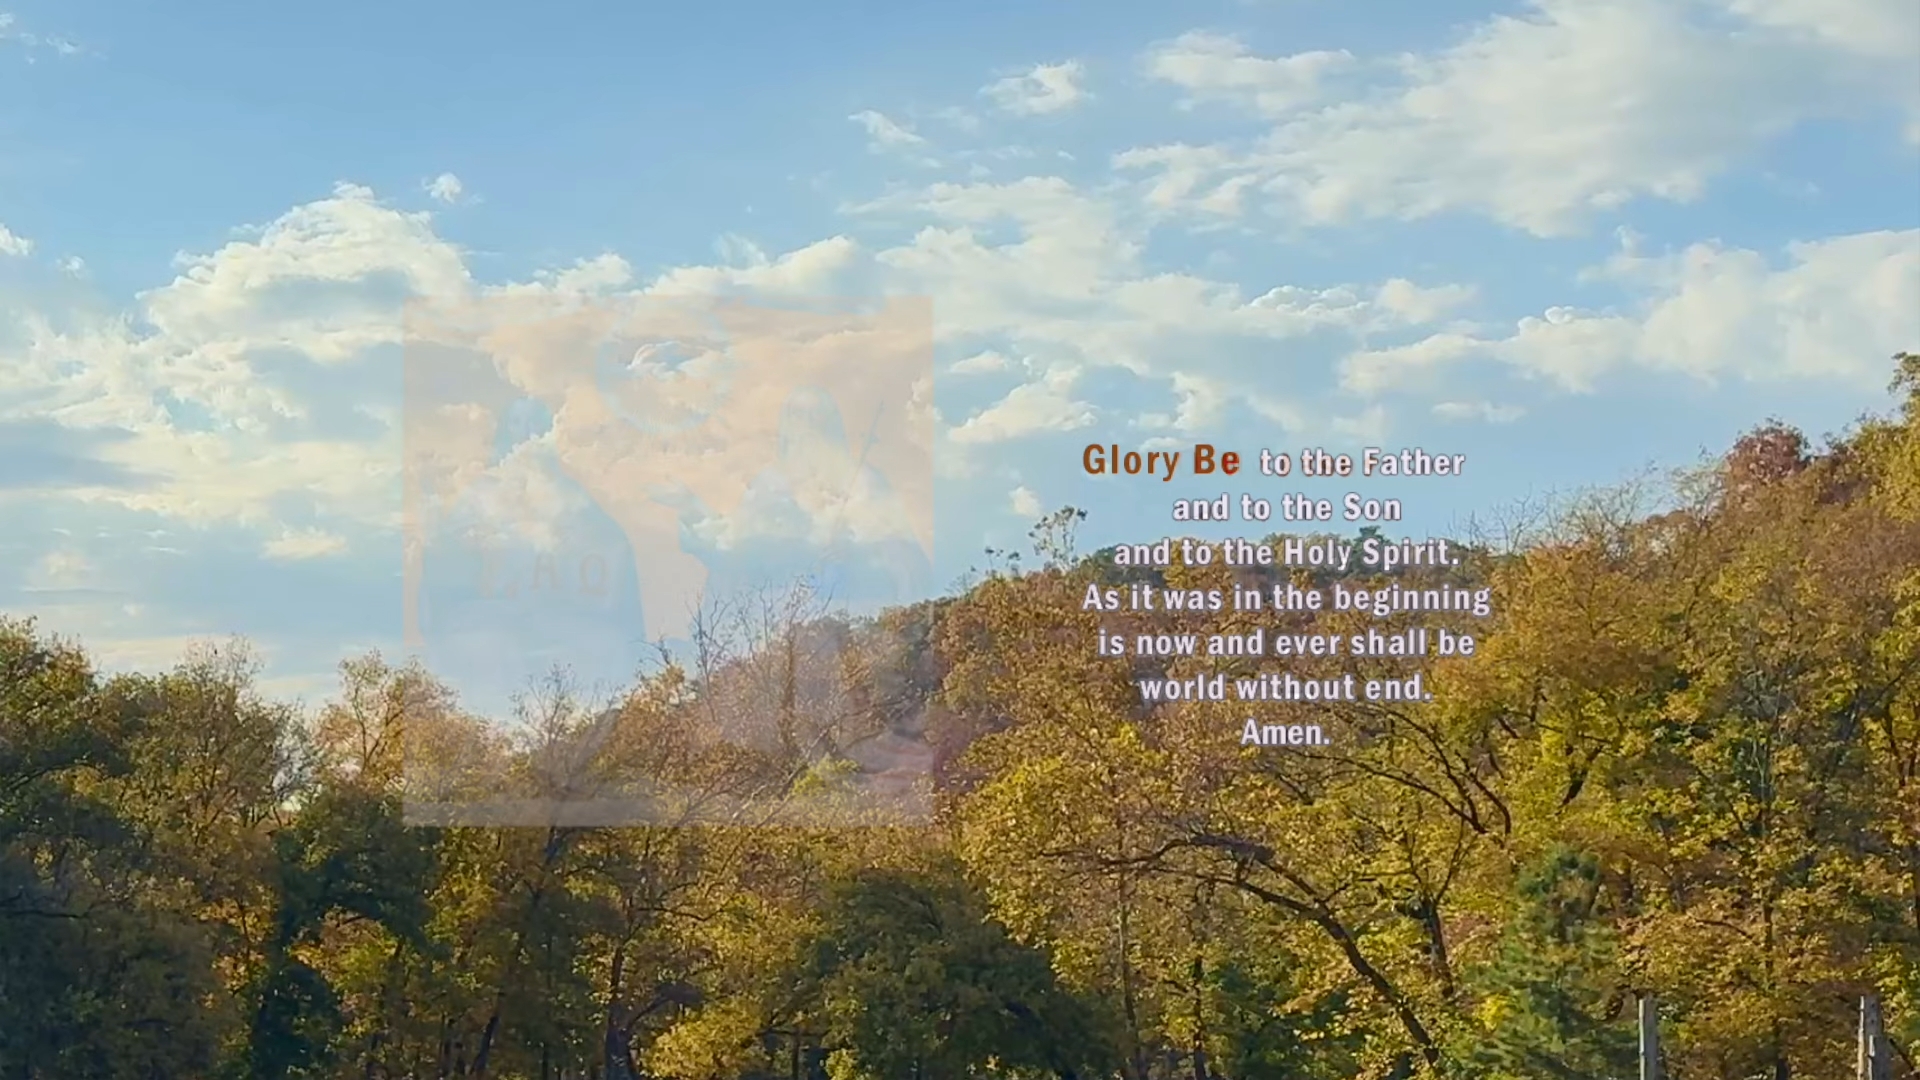 Glory Be to the Father
and to the Son
and to the Holy Spirit.
As it was in the beginning
is now and ever shall be
world without end.
Amen.